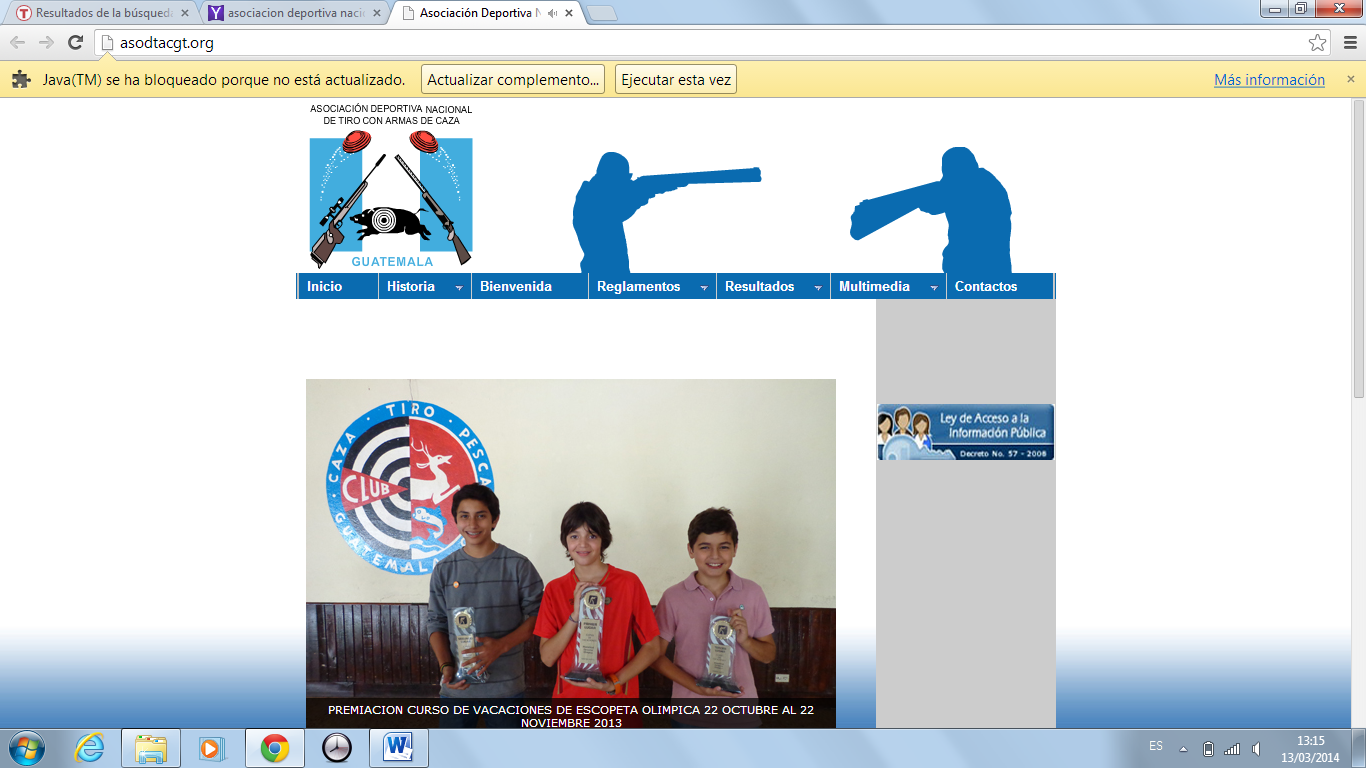 Resultados de la búsqueda
asociacion deportiva naci
Asociación Deportiva N
asodtacgt.org
Java(TM) se ha bloqueado porque no está actualizado.
Actualizar complemento...
Ejecutar esta vez
Más información
ASOCIACIÓN DEPORTIVA NACIONAL
DE TIRO CON ARMAS DE CAZA
GUATEMALA
Inicio
Historia
Bienvenida
Reglamentos
Resultados
Multimedia
Contactos
Ley de Acceso a la
Información Pública
Decreto No. 57 - 2008
CAZA · TIRO · PESCA
CLUB
GUATEMALA
PREMIACION CURSO DE VACACIONES DE ESCOPETA OLIMPICA 22 OCTUBRE AL 22
NOVIEMBRE 2013
ES
13:15
13/03/2014